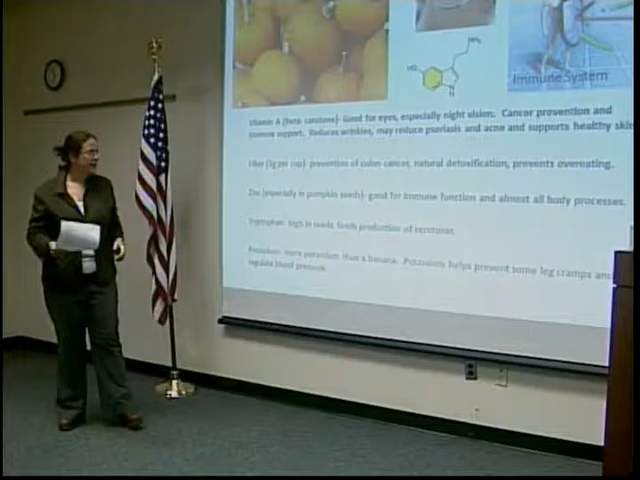 NH₂
HO
Immune System
Vitamin A (beta- carotene)- Good for eyes, especially night vision. Cancer prevention and
immune support. Reduces wrinkles, may reduce psoriasis and acne and supports healthy skin
Fiber (3g per cup)- prevention of colon cancer, natural detoxification, prevents overeating.
Zinc (especially in pumpkin seeds)-good for immune function and almost all body processes.
Tryptophan- high in seeds, feeds production of serotonin.
Potassium- more potassium than a banana. Potassium helps prevent some leg cramps and
regulate blood pressure.